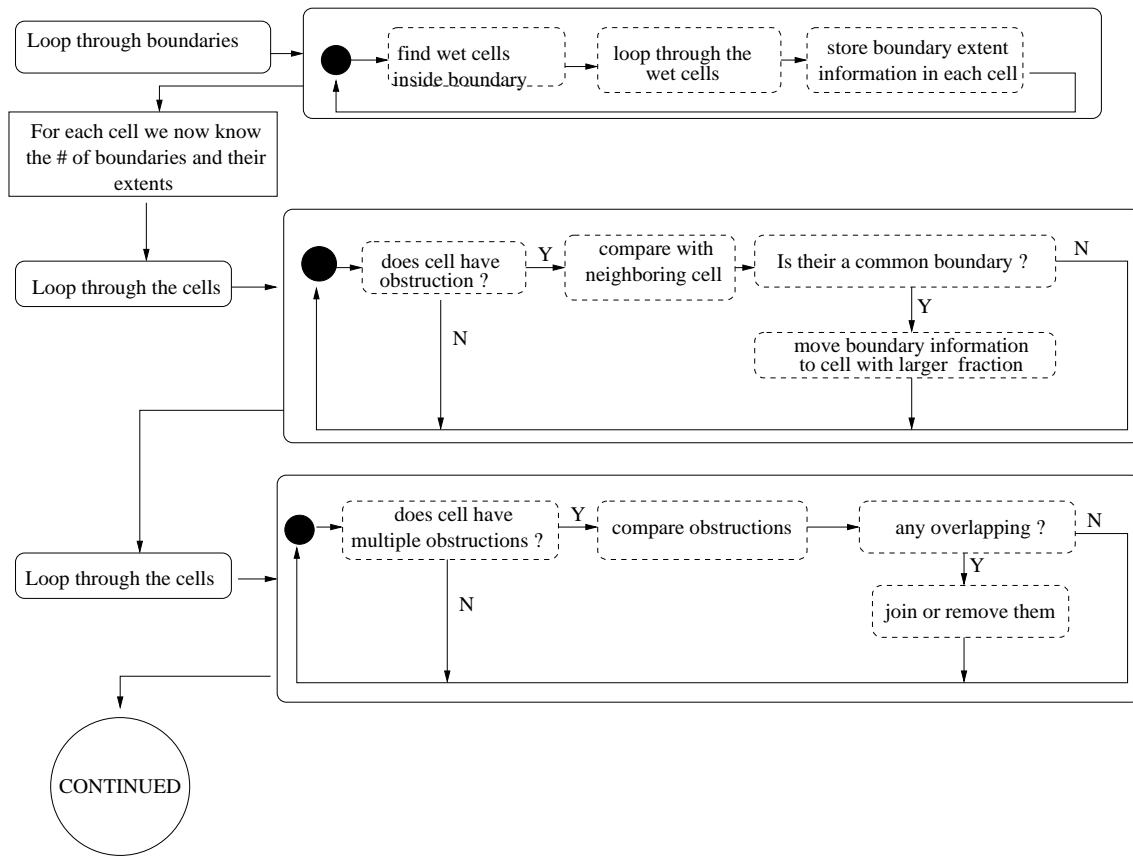 Loop through boundaries
find wet cells
inside boundary
loop through the
wet cells
store boundary extent
information in each cell
For each cell we now know
the # of boundaries and their
extents
Loop through the cells
does cell have
obstruction ?
Y
compare with
neighboring cell
Is their a common boundary ?
N
N
Y
move boundary information
to cell with larger fraction
Loop through the cells
does cell have
multiple obstructions ?
Y
compare obstructions
any overlapping ?
N
N
Y
join or remove them
CONTINUED